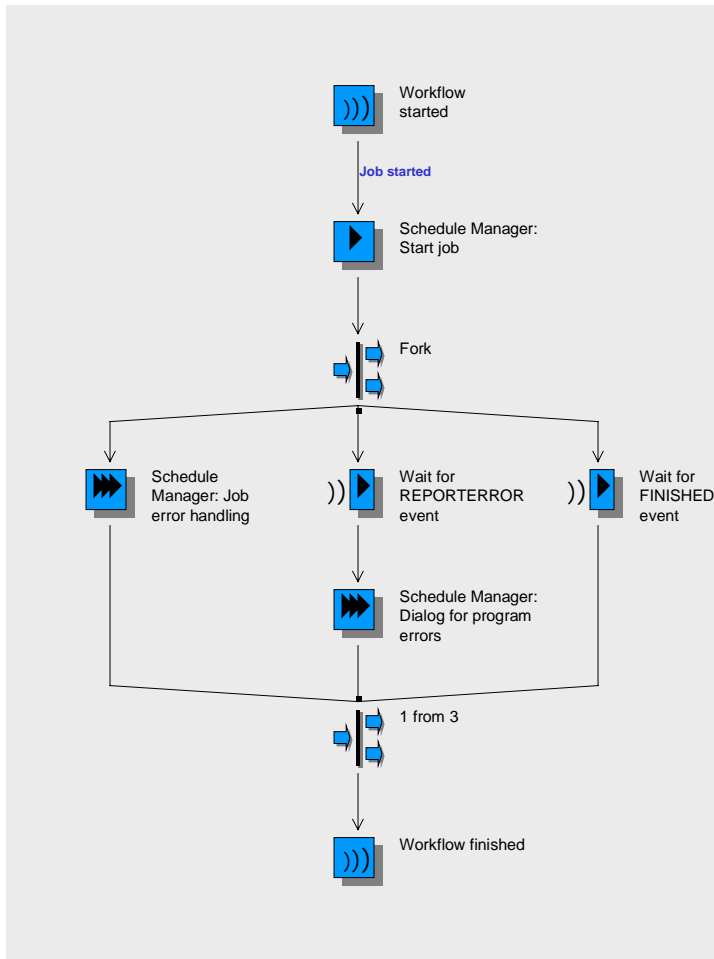 Workflow
started
Job started
Schedule Manager:
Start job
Fork
Schedule
Manager: Job
error handling
Wait for
REPORTERROR
event
Wait for
FINISHED
event
Schedule Manager:
Dialog for program
errors
1 from 3
Workflow finished